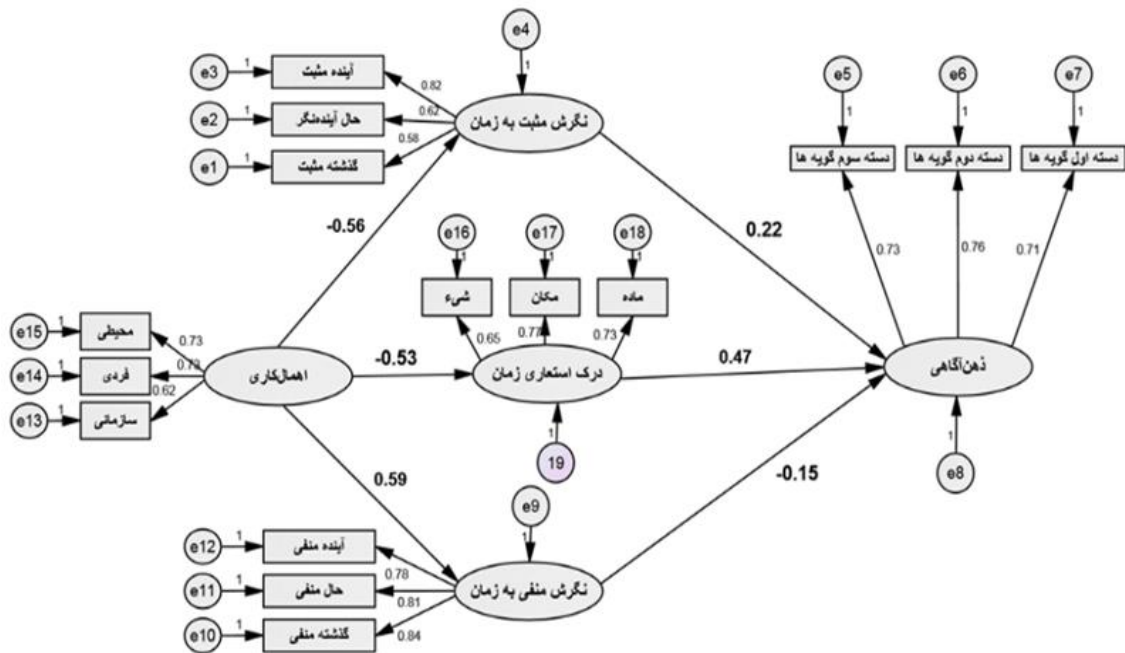 e4
1
e3
1
آینده مثبت
0.82
e2
1
حال آینده‌نگر
0.62
e1
1
گذشته مثبت
0.58
نگرش مثبت به زمان
e5
e6
e7
1
1
1
دسته سوم گویه ها
دسته دوم گویه ها
دسته اول گویه ها
0.73
0.76
0.71
-0.56
0.22
e16
e17
e18
1
1
1
شیء
مکان
ماده
0.65
0.77
0.73
e15
1
محیطی
0.73
e14
1
فردی
0.73
e13
1
سازمانی
0.62
اهمال‌کاری
-0.53
درک استعاری زمان
0.47
ذهن‌آگاهی
1
19
1
e8
0.59
-0.15
e9
1
e12
1
آینده منفی
0.78
e11
1
حال منفی
0.81
e10
1
گذشته منفی
0.84
نگرش منفی به زمان